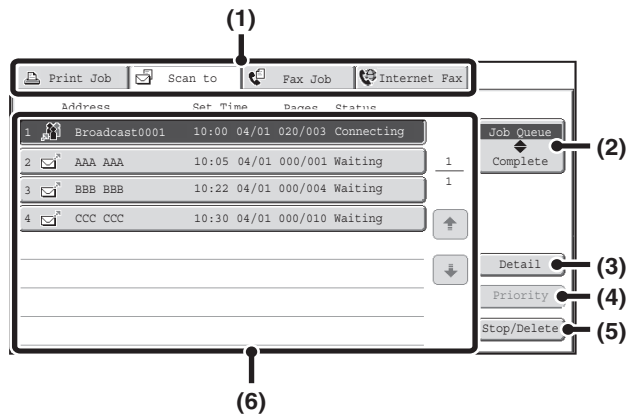 (1)
Print Job Scan to Fax Job Internet Fax
Address Set Time Pages Status
1 Broadcast0001 10:00 04/01 020/003 Connecting
2 AAA AAA 10:05 04/01 000/001 Waiting
3 BBB BBB 10:22 04/01 000/004 Waiting
4 CCC CCC 10:30 04/01 000/010 Waiting
1
1
Job Queue
Complete
(2)
Detail (3)
Priority (4)
Stop/Delete (5)
(6)